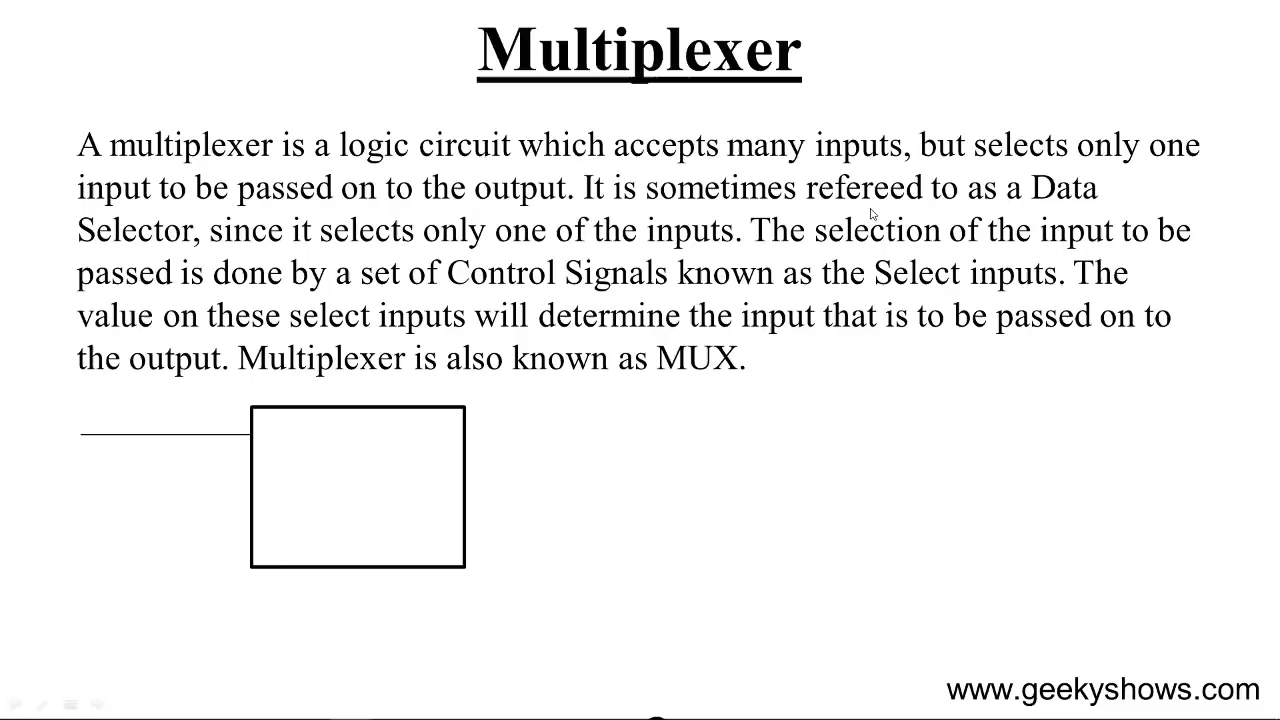 Multiplexer
A multiplexer is a logic circuit which accepts many inputs, but selects only one
input to be passed on to the output. It is sometimes refereed to as a Data
Selector, since it selects only one of the inputs. The selection of the input to be
passed is done by a set of Control Signals known as the Select inputs. The
value on these select inputs will determine the input that is to be passed on to
the output. Multiplexer is also known as MUX.
www.geekyshows.com